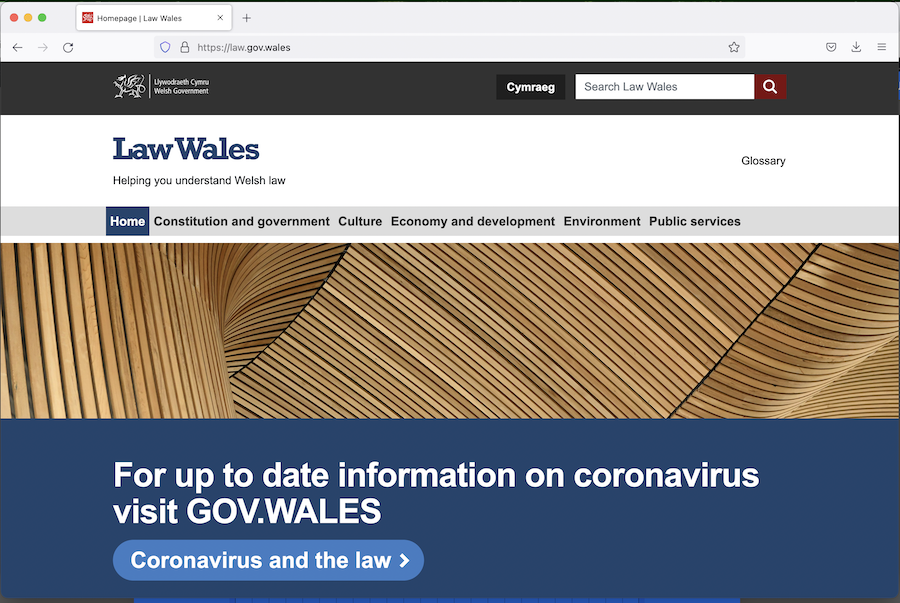 Homepage | Law Wales
https://law.gov.wales
Llywodraeth Cymru
Welsh Government
Cymraeg
Search Law Wales
Law Wales
Helping you understand Welsh law
Glossary
Home Constitution and government Culture Economy and development Environment Public services
For up to date information on coronavirus
visit GOV.WALES
Coronavirus and the law